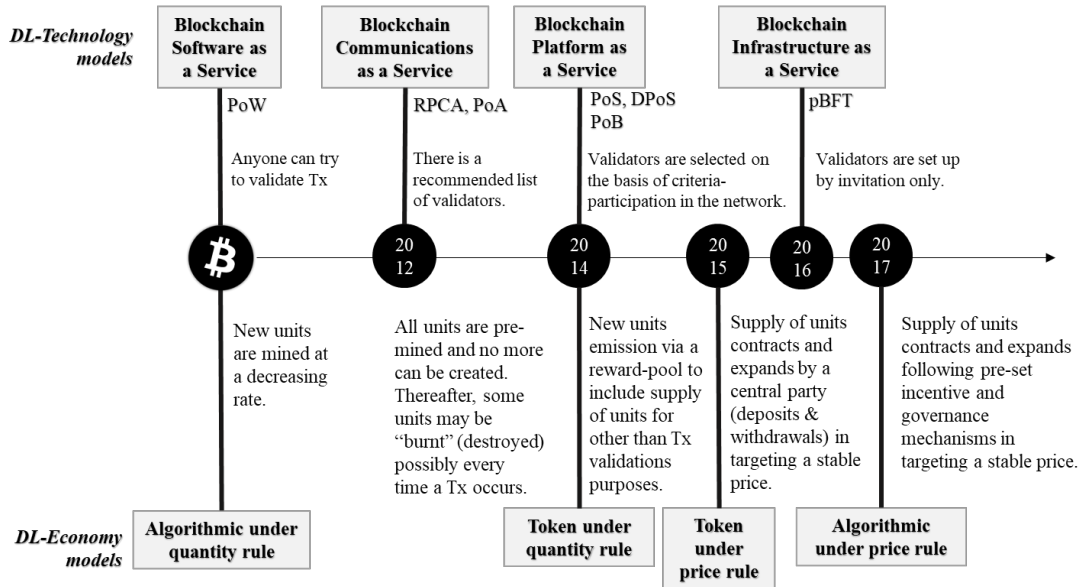 DL-Technology
models
Blockchain
Software as
a Service
Blockchain
Communications
as a Service
Blockchain
Platform as
a Service
Blockchain
Infrastructure as
a Service
PoW
RPCA, PoA
PoS, DPoS
PoB
pBFT
Anyone can try
to validate Tx
There is a
recommended list
of validators.
Validators are selected on
the basis of criteria-
participation in the network.
Validators are set up
by invitation only.
20
12
20
14
20
15
20
16
20
17
New units
are mined at
a decreasing
rate.
All units are pre-
mined and no more
can be created.
Thereafter, some
units may be
“burnt” (destroyed)
possibly every
time a Tx occurs.
New units
emission via a
reward-pool to
include supply
of units for
other than Tx
validations
purposes.
Supply of units
contracts and
expands by a
central party
(deposits &
withdrawals) in
targeting a stable
price.
Supply of units
contracts and expands
following pre-set
incentive and
governance
mechanisms in
targeting a stable price.
DL-Economy
models
Algorithmic under
quantity rule
Token under
quantity rule
Token
under
price rule
Algorithmic
under price rule